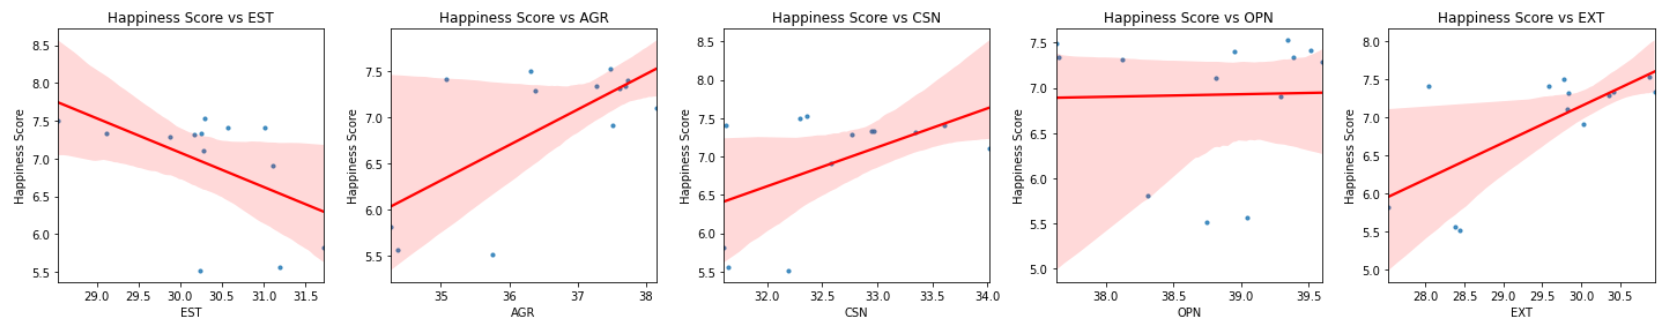 Happiness Score vs EST
Happiness Score vs AGR
Happiness Score vs CSN
Happiness Score vs OPN
Happiness Score vs EXT
Happiness Score
8.5
8.0
7.5
7.0
6.5
6.0
5.5
29.0 29.5 30.0 30.5 31.0 31.5
EST
Happiness Score
7.5
7.0
6.5
6.0
5.5
35 36 37 38
AGR
Happiness Score
8.5
8.0
7.5
7.0
6.5
6.0
5.5
32.0 32.5 33.0 33.5 34.0
CSN
Happiness Score
7.5
7.0
6.5
6.0
5.5
5.0
38.0 38.5 39.0 39.5
OPN
Happiness Score
8.0
7.5
7.0
6.5
6.0
5.5
5.0
28.0 28.5 29.0 29.5 30.0 30.5
EXT